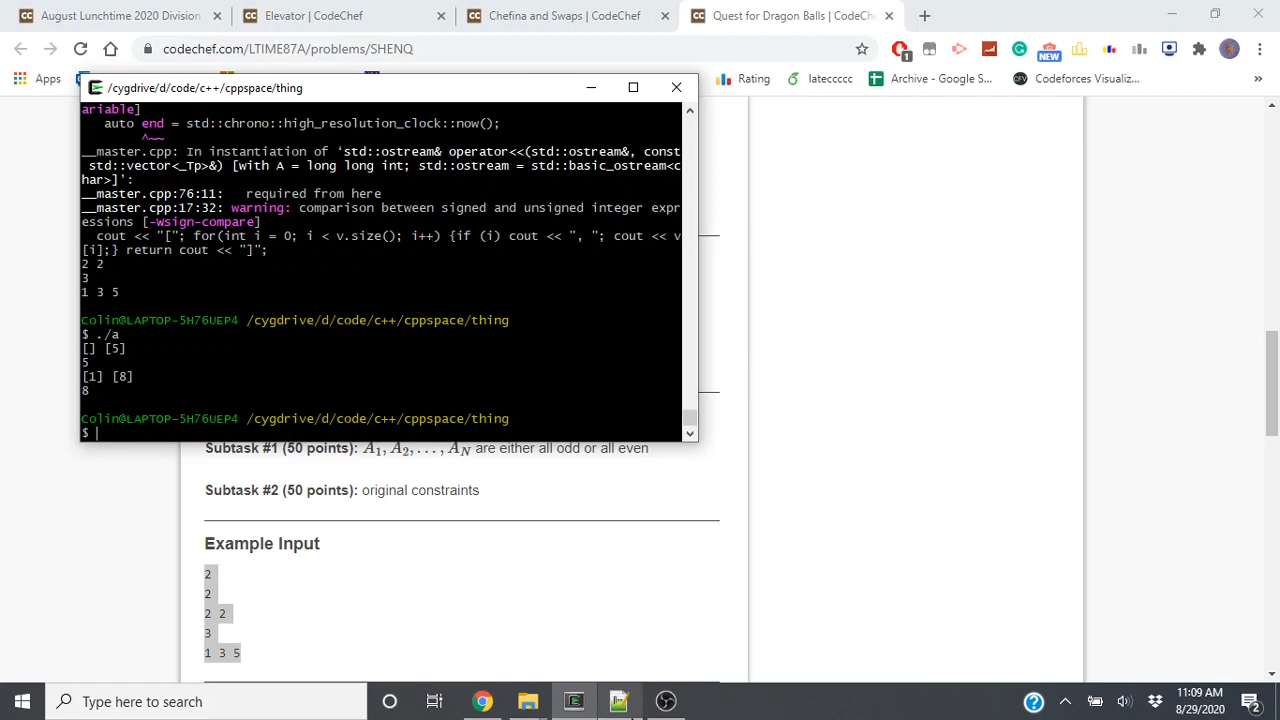 August Lunchtime 2020 Division
Elevator | CodeChef
Chefina and Swaps | CodeChef
Quest for Dragon Balls | CodeChe
codechef.com/LTIME87A/problems/SHENQ
1
NEW
Apps
Rating
lateccccc
Archive - Google S...
Codeforces Visualiz...
/cygdrive/d/code/c++/cppspace/thing
ariable]
auto end = std::chrono::high_resolution_clock::now();
^~~
__master.cpp: In instantiation of ‘std::ostream& operator<<(std::ostream&, const
std::vector<_Tp>&) [with A = long long int; std::ostream = std::basic_ostream<c
har>]’:
__master.cpp:76:11:   required from here
__master.cpp:17:32: warning: comparison between signed and unsigned integer expr
essions [-Wsign-compare]
cout << "["; for(int i = 0; i < v.size(); i++) {if (i) cout << ", "; cout << v
[i];} return cout << "]";
2 2
3
1 3 5
Colin@LAPTOP-5H76UEP4 /cygdrive/d/code/c++/cppspace/thing
$ ./a
[] [5]
5
[1] [8]
8
Colin@LAPTOP-5H76UEP4 /cygdrive/d/code/c++/cppspace/thing
$
Subtask #1 (50 points): A1, A2, . . . , AN are either all odd or all even
Subtask #2 (50 points): original constraints
Example Input
2
2
2 2
3
1 3 5
Type here to search
11:09 AM
8/29/2020
2